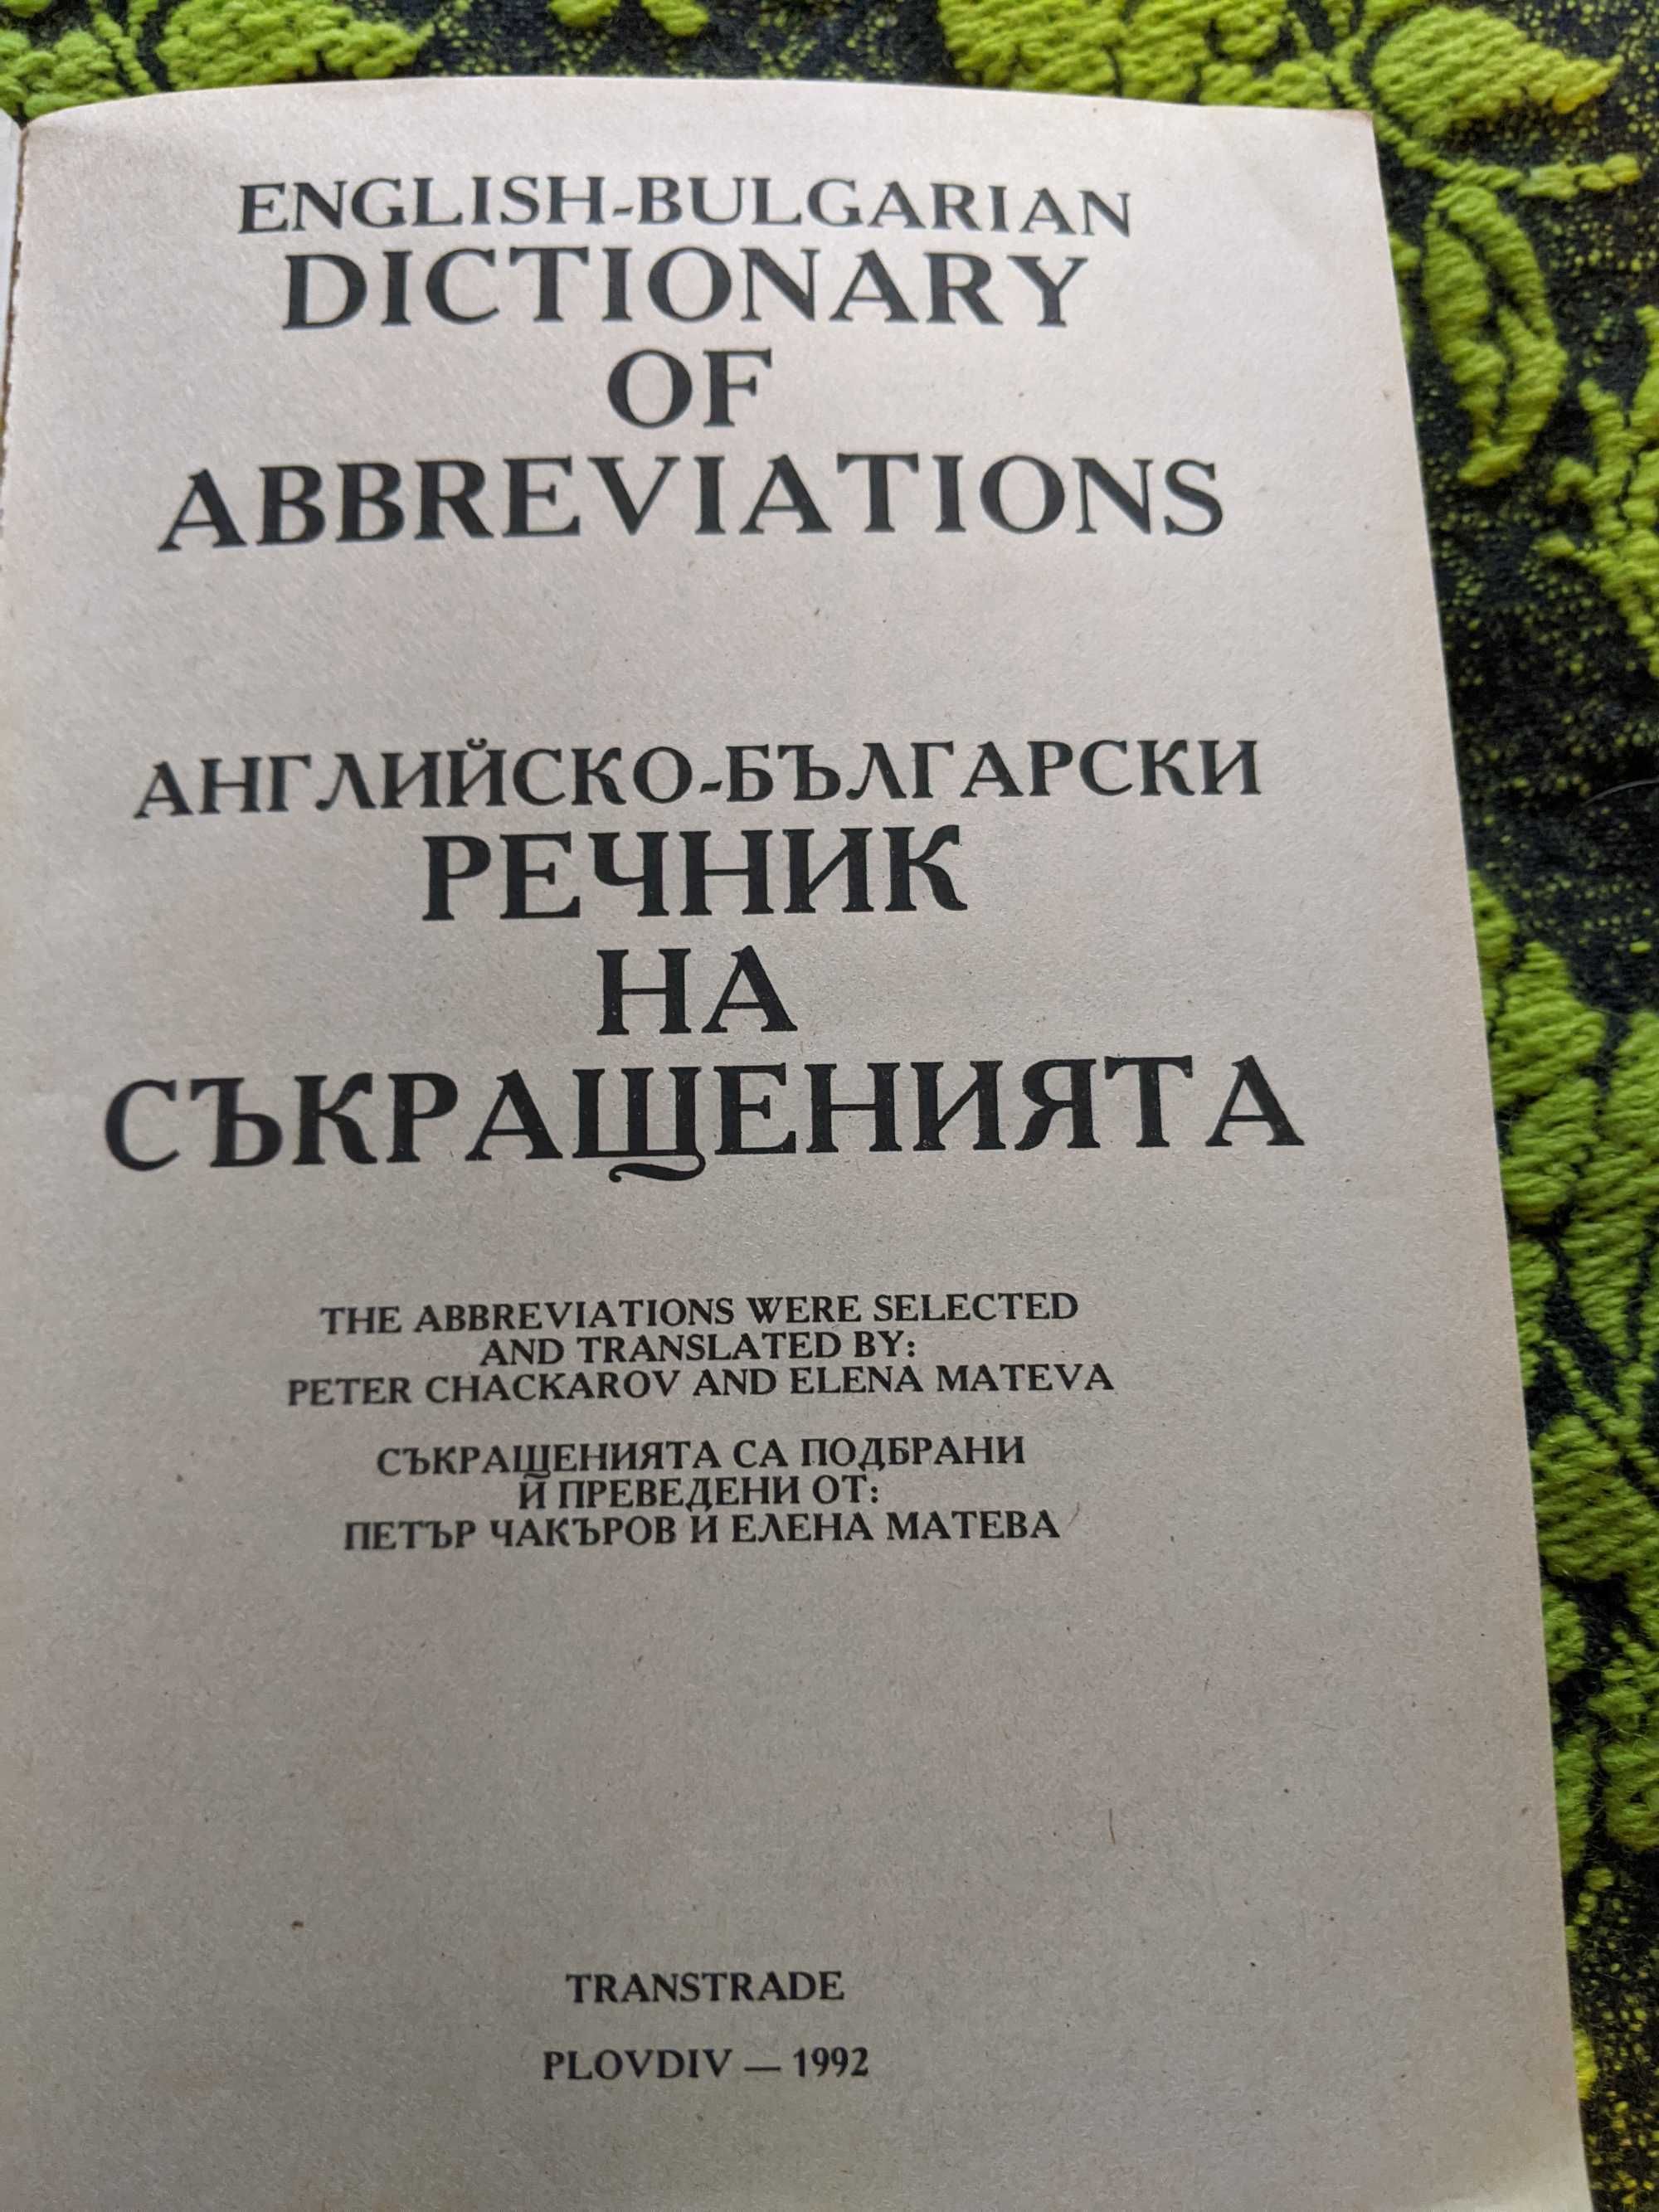 ENGLISH-BULGARIAN
DICTIONARY
OF
ABBREVIATIONS
АНГЛИЙСКО-БЪЛГАРСКИ
РЕЧНИК
НА
СЪКРАЩЕНИЯТА
THE ABBREVIATIONS WERE SELECTED
AND TRANSLATED BY:
PETER CHACKAROV AND ELENA MATEVA
СЪКРАЩЕНИЯТА СА ПОДБРАНИ
И ПРЕВЕДЕНИ ОТ:
ПЕТЪР ЧАКЪРОВ И ЕЛЕНА МАТЕВА
TRANSTRADE
PLOVDIV — 1992